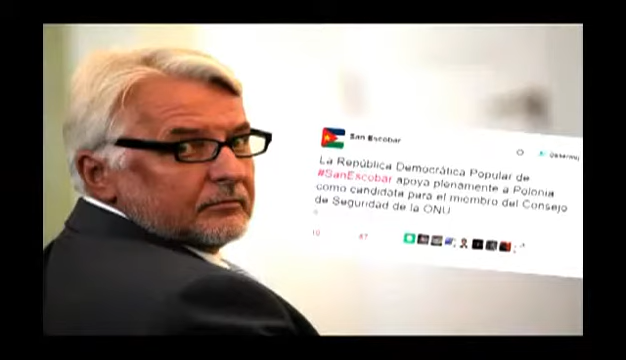 San Escobar
La República Democrática Popular de
#SanEscobar apoya plenamente a Polonia
como candidata para el miembro del Consejo
de Seguridad de la ONU